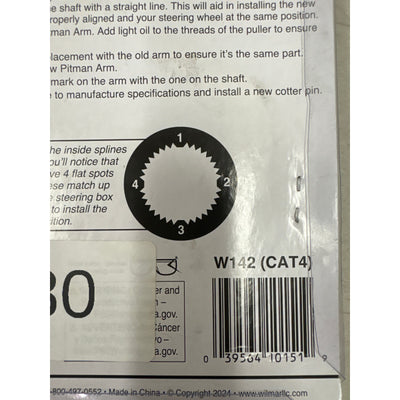 e shaft with a straight line. This will aid in installing the new
roperly aligned and your steering wheel at the same position.
man Arm. Add light oil to the threads of the puller to ensure
lacement with the old arm to ensure it's the same part.
w Pitman Arm.
mark on the arm with the one on the shaft.
e to manufacture specifications and install a new cotter pin.
he inside splines
ou'll notice that
ve 4 flat spots
ese match up
e steering box
to install the
ition.
1
2
3
4
30
er and
m –
a.gov.
Cáncer
vo –
a.gov.
W142 (CAT4)
0 39564 10151 9
800-497-0552 • Made in China • © Copyright 2024 • www.wilmarllc.com